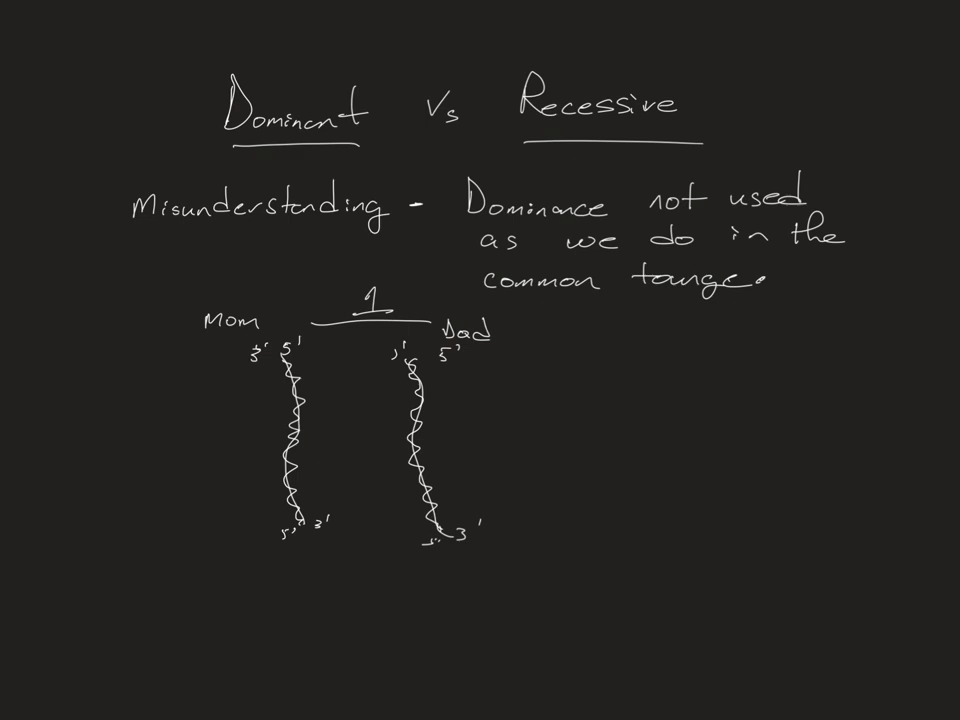 Dominant Vs Recessive
Misunderstanding - Dominance not used
as we do in the
common tounge.
1
Mom Dad
3' 5' 5'
5' 3' 3'